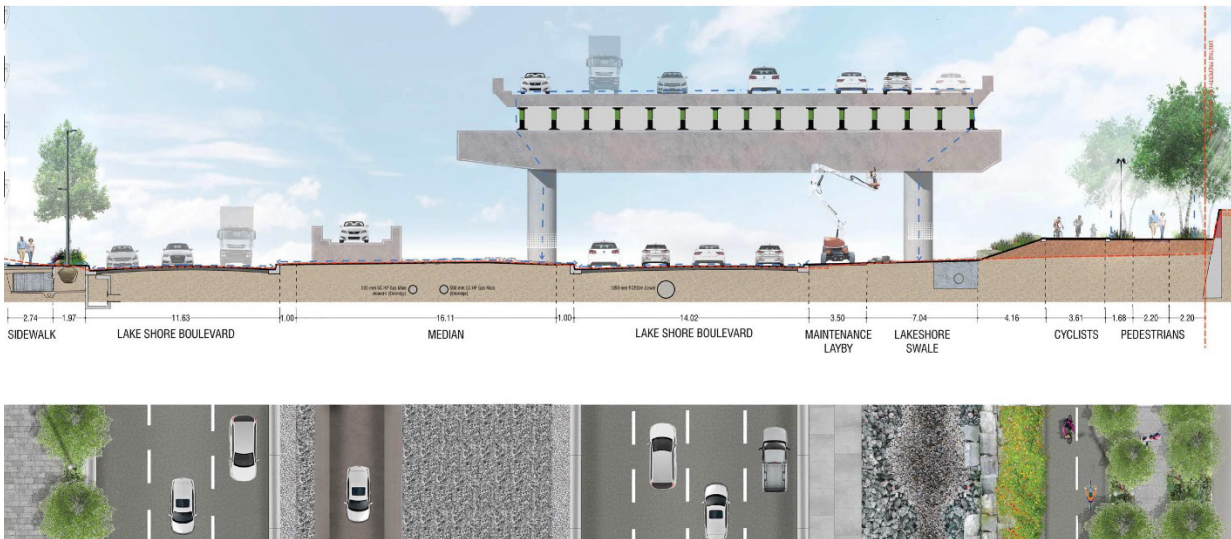 2.74
1.97
11.63
1.00
16.11
1.00
14.02
3.50
7.04
4.16
3.61
1.68
2.20
2.20
SIDEWALK
LAKE SHORE BOULEVARD
MEDIAN
LAKE SHORE BOULEVARD
MAINTENANCE
LAYBY
LAKESHORE
SWALE
CYCLISTS
PEDESTRIANS